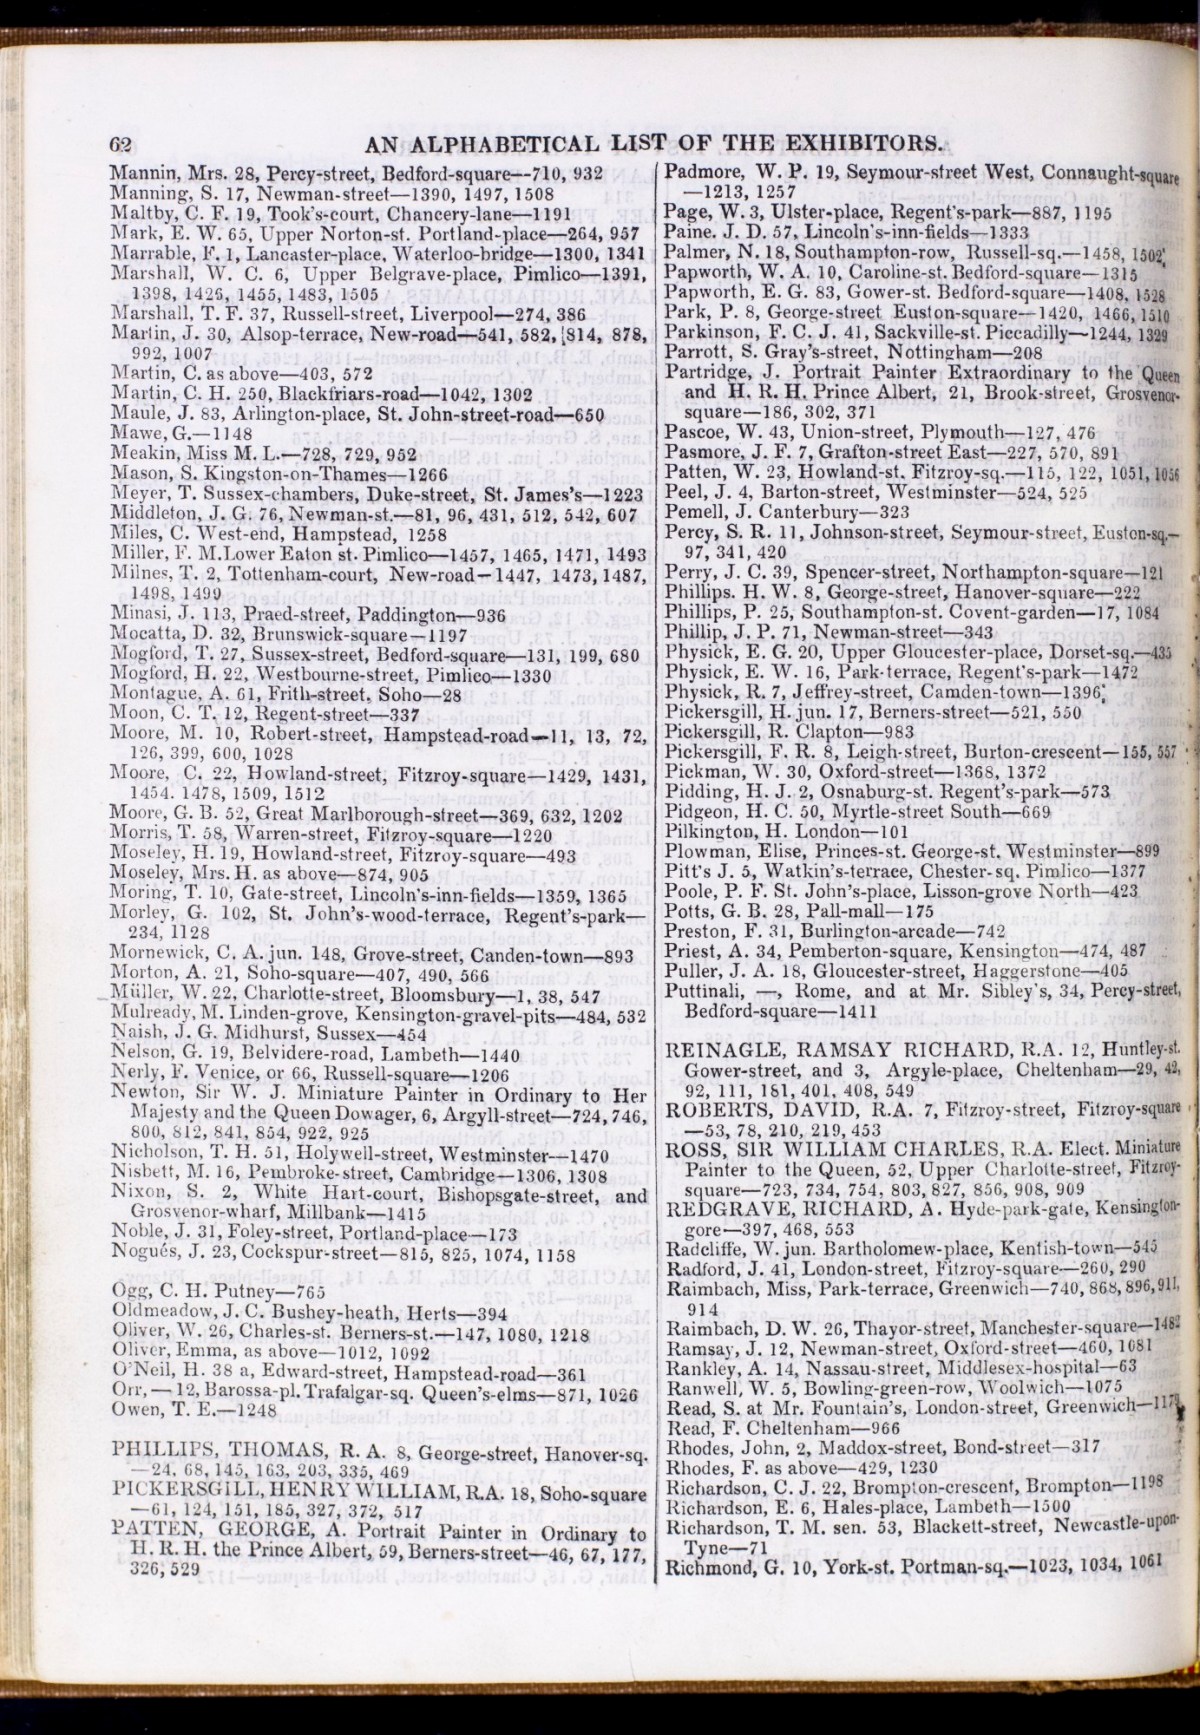 62
AN ALPHABETICAL LIST OF THE EXHIBITORS.
Mannin, Mrs. 28, Percy-street, Bedford-square—710, 932
Manning, S. 17, Newman-street—1390, 1497, 1508
Maltby, C. F. 19, Took's-court, Chancery-lane—1191
Mark, E. W. 65, Upper Norton-st. Portland-place—264, 957
Marrable, F. 1, Lancaster-place, Waterloo-bridge—1300, 1341
Marshall, W. C. 6, Upper Belgrave-place, Pimlico—1391,
1398, 1426, 1455, 1483, 1505
Marshall, T. F. 37, Russell-street, Liverpool—274, 386
Martin, J. 30, Alsop-terrace, New-road—541, 582, 814, 878,
992, 1007
Martin, C. as above—403, 572
Martin, C. H. 250, Blackfriars-road—1042, 1302
Maule, J. 83, Arlington-place, St. John-street-road—650
Mawe, G.—1148
Meakin, Miss M. L.—728, 729, 952
Mason, S. Kingston-on-Thames—1266
Meyer, T. Sussex-chambers, Duke-street, St. James's—1223
Middleton, J. G. 76, Newman-st.—81, 96, 431, 512, 542, 607
Miles, C. West-end, Hampstead, 1258
Miller, F. M. Lower Eaton st. Pimlico—1457, 1465, 1471, 1493
Milnes, T. 2, Tottenham-court, New-road—1447, 1473, 1487,
1498, 1499
Minasi, J. 113, Praed-street, Paddington—936
Mocatta, D. 32, Brunswick-square—1197
Mogford, T. 27, Sussex-street, Bedford-square—131, 199, 680
Mogford, H. 22, Westbourne-street, Pimlico—1330
Montague, A. 61, Frith-street, Soho—28
Moon, C. T. 12, Regent-street—337
Moore, M. 10, Robert-street, Hampstead-road—11, 13, 72,
126, 399, 600, 1028
Moore, C. 22, Howland-street, Fitzroy-square—1429, 1431,
1454. 1478, 1509, 1512
Moore, G. B. 52, Great Marlborough-street—369, 632, 1202
Morris, T. 58, Warren-street, Fitzroy-square—1220
Moseley, H. 19, Howland-street, Fitzroy-square—493
Moseley, Mrs. H. as above—874, 905
Moring, T. 10, Gate-street, Lincoln's-inn-fields—1359, 1365
Morley, G. 102, St. John's-wood-terrace, Regent's-park—
234, 1128
Mornewick, C. A. jun. 148, Grove-street, Canden-town—893
Morton, A. 21, Soho-square—407, 490, 566
Müller, W. 22, Charlotte-street, Bloomsbury—1, 38, 547
Mulready, M. Linden-grove, Kensington-gravel-pits—484, 532
Naish, J. G. Midhurst, Sussex—454
Nelson, G. 19, Belvidere-road, Lambeth—1440
Nerly, F. Venice, or 66, Russell-square—1206
Newton, Sir W. J. Miniature Painter in Ordinary to Her
Majesty and the Queen Dowager, 6, Argyll-street—724, 746,
800, 812, 841, 854, 922, 925
Nicholson, T. H. 51, Holywell-street, Westminster—1470
Nisbett, M. 16, Pembroke-street, Cambridge—1306, 1308
Nixon, S. 2, White Hart-court, Bishopsgate-street, and
Grosvenor-wharf, Millbank—1415
Noble, J. 31, Foley-street, Portland-place—173
Nogués, J. 23, Cockspur-street—815, 825, 1074, 1158
Ogg, C. H. Putney—765
Oldmeadow, J. C. Bushey-heath, Herts—394
Oliver, W. 26, Charles-st. Berners-st.—147, 1080, 1218
Oliver, Emma, as above—1012, 1092
O'Neil, H. 38 a, Edward-street, Hampstead-road—361
Orr, — 12, Barossa-pl. Trafalgar-sq. Queen's-elms—871, 1026
Owen, T. E.—1248
PHILLIPS, THOMAS, R. A. 8, George-street, Hanover-sq.
—24, 68, 145, 163, 203, 335, 469
PICKERSGILL, HENRY WILLIAM, R.A. 18, Soho-square
—61, 124, 151, 185, 327, 372, 517
PATTEN, GEORGE, A. Portrait Painter in Ordinary to
H. R. H. the Prince Albert, 59, Berners-street—46, 67, 177,
326, 529
Padmore, W. P. 19, Seymour-street West, Connaught-square
—1213, 1257
Page, W. 3, Ulster-place, Regent's-park—887, 1195
Paine. J. D. 57, Lincoln's-inn-fields—1333
Palmer, N. 18, Southampton-row, Russell-sq.—1458, 1502
Papworth, W. A. 10, Caroline-st. Bedford-square—1315
Papworth, E. G. 83, Gower-st. Bedford-square—1408, 1528
Park, P. 8, George-street Euston-square—1420, 1466, 1510
Parkinson, F. C. J. 41, Sackville-st. Piccadilly—1244, 1329
Parrott, S. Gray's-street, Nottingham—208
Partridge, J. Portrait Painter Extraordinary to the Queen
and H. R. H. Prince Albert, 21, Brook-street, Grosvenor-
square—186, 302, 371
Pascoe, W. 43, Union-street, Plymouth—127, 476
Pasmore, J. F. 7, Grafton-street East—227, 570, 891
Patten, W. 23, Howland-st. Fitzroy-sq.—115, 122, 1051, 1056
Peel, J. 4, Barton-street, Westminster—524, 525
Pemell, J. Canterbury—323
Percy, S. R. 11, Johnson-street, Seymour-street, Euston-sq.—
97, 341, 420
Perry, J. C. 39, Spencer-street, Northampton-square—121
Phillips. H. W. 8, George-street, Hanover-square—222
Phillips, P. 25, Southampton-st. Covent-garden—17, 1084
Phillip, J. P. 71, Newman-street—343
Physick, E. G. 20, Upper Gloucester-place, Dorset-sq.—435
Physick, E. W. 16, Park-terrace, Regent's-park—1472
Physick, R. 7, Jeffrey-street, Camden-town—1396
Pickersgill, H. jun. 17, Berners-street—521, 550
Pickersgill, R. Clapton—983
Pickersgill, F. R. 8, Leigh-street, Burton-crescent—155, 557
Pickman, W. 30, Oxford-street—1368, 1372
Pidding, H. J. 2, Osnaburg-st. Regent's-park—573
Pidgeon, H. C. 50, Myrtle-street South—669
Pilkington, H. London—101
Plowman, Elise, Princes-st. George-st. Westminster—899
Pitt's J. 5, Watkin's-terrace, Chester-sq. Pimlico—1377
Poole, P. F. St. John's-place, Lisson-grove North—423
Potts, G. B. 28, Pall-mall—175
Preston, F. 31, Burlington-arcade—742
Priest, A. 34, Pemberton-square, Kensington—474, 487
Puller, J. A. 18, Gloucester-street, Haggerstone—405
Puttinali, —, Rome, and at Mr. Sibley's, 34, Percy-street,
Bedford-square—1411
REINAGLE, RAMSAY RICHARD, R.A. 12, Huntley-st.
Gower-street, and 3, Argyle-place, Cheltenham—29, 42,
92, 111, 181, 401, 408, 549
ROBERTS, DAVID, R.A. 7, Fitzroy-street, Fitzroy-square
—53, 78, 210, 219, 453
ROSS, SIR WILLIAM CHARLES, R.A. Elect. Miniature
Painter to the Queen, 52, Upper Charlotte-street, Fitzroy-
square—723, 734, 754, 803, 827, 856, 908, 909
REDGRAVE, RICHARD, A. Hyde-park-gate, Kensington-
gore—397, 468, 553
Radcliffe, W. jun. Bartholomew-place, Kentish-town—545
Radford, J. 41, London-street, Fitzroy-square—260, 290
Raimbach, Miss, Park-terrace, Greenwich—740, 868, 896, 911,
914
Raimbach, D. W. 26, Thayor-street, Manchester-square—1482
Ramsay, J. 12, Newman-street, Oxford-street—460, 1081
Rankley, A. 14, Nassau-street, Middlesex-hospital—63
Ranwell, W. 5, Bowling-green-row, Woolwich—1075
Read, S. at Mr. Fountain's, London-street, Greenwich—
Read, F. Cheltenham—966
Rhodes, John, 2, Maddox-street, Bond-street—317
Rhodes, F. as above—429, 1230
Richardson, C. J. 22, Brompton-crescent, Brompton—1198
Richardson, E. 6, Hales-place, Lambeth—1500
Richardson, T. M. sen. 53, Blackett-street, Newcastle-upon-
Tyne—71
Richmond, G. 10, York-st. Portman-sq.—1023, 1034, 1061